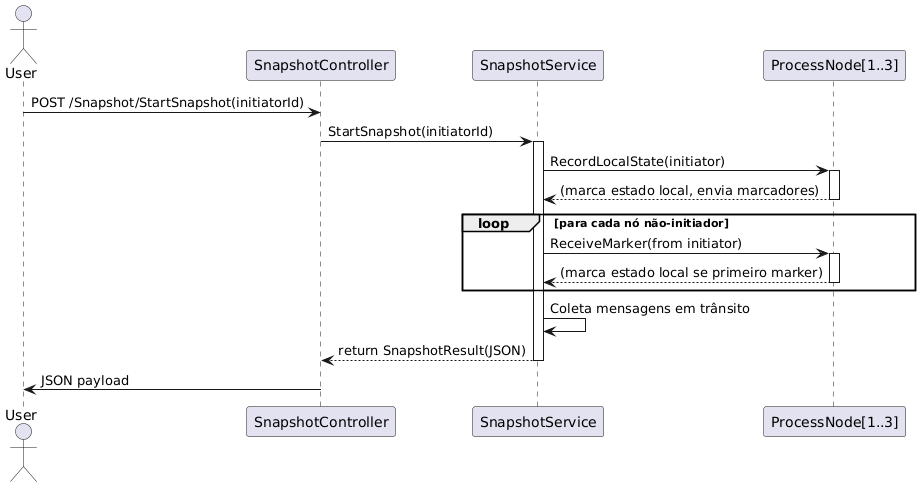 User
SnapshotController
SnapshotService
ProcessNode[1..3]
POST /Snapshot/StartSnapshot(initiatorId)
StartSnapshot(initiatorId)
RecordLocalState(initiator)
(marca estado local, envia marcadores)
loop
[para cada nó não-initiador]
ReceiveMarker(from initiator)
(marca estado local se primeiro marker)
Coleta mensagens em trânsito
return SnapshotResult(JSON)
JSON payload
User
SnapshotController
SnapshotService
ProcessNode[1..3]